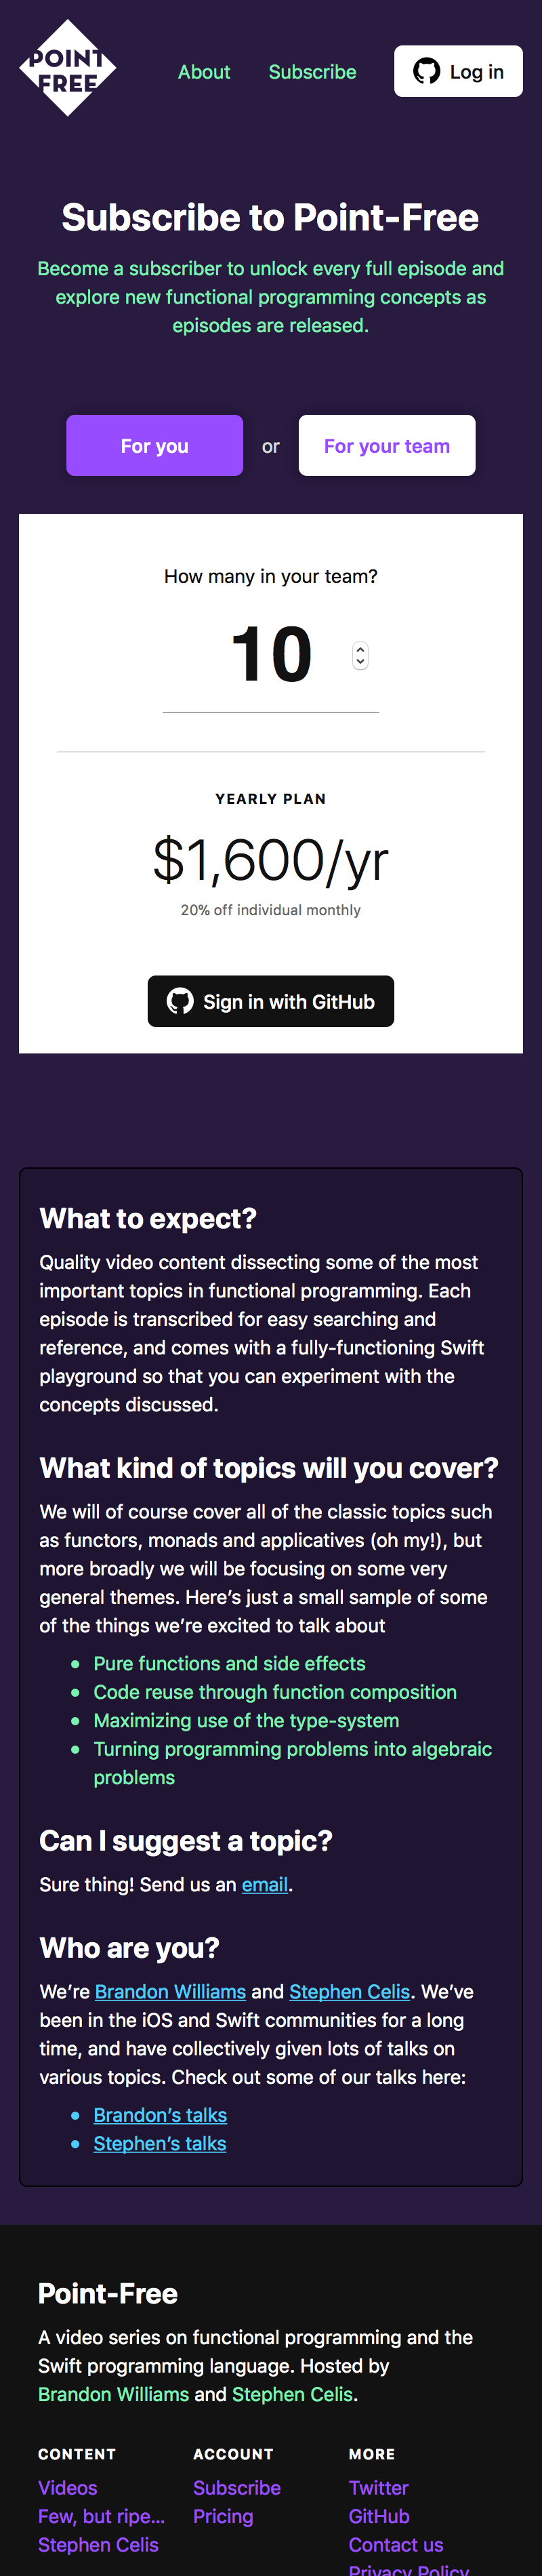 POINT
FREE
About
Subscribe
Log in
Subscribe to Point-Free
Become a subscriber to unlock every full episode and
explore new functional programming concepts as
episodes are released.
For you
or
For your team
How many in your team?
10
YEARLY PLAN
$1,600/yr
20% off individual monthly
Sign in with GitHub
What to expect?
Quality video content dissecting some of the most
important topics in functional programming. Each
episode is transcribed for easy searching and
reference, and comes with a fully-functioning Swift
playground so that you can experiment with the
concepts discussed.
What kind of topics will you cover?
We will of course cover all of the classic topics such
as functors, monads and applicatives (oh my!), but
more broadly we will be focusing on some very
general themes. Here’s just a small sample of some
of the things we’re excited to talk about
• Pure functions and side effects
• Code reuse through function composition
• Maximizing use of the type-system
• Turning programming problems into algebraic
problems
Can I suggest a topic?
Sure thing! Send us an email.
Who are you?
We’re Brandon Williams and Stephen Celis. We’ve
been in the iOS and Swift communities for a long
time, and have collectively given lots of talks on
various topics. Check out some of our talks here:
• Brandon’s talks
• Stephen’s talks
Point-Free
A video series on functional programming and the
Swift programming language. Hosted by
Brandon Williams and Stephen Celis.
CONTENT
Videos
Few, but ripe…
Stephen Celis
ACCOUNT
Subscribe
Pricing
MORE
Twitter
GitHub
Contact us
Privacy Policy